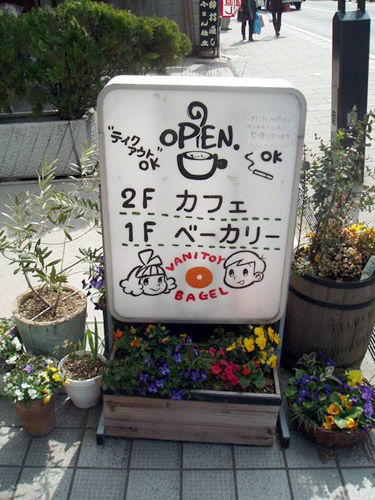 OPEN.
"テイク
アウト"
OK
OK
2F カフェ
1F ベーカリー
VANITOY
BAGEL